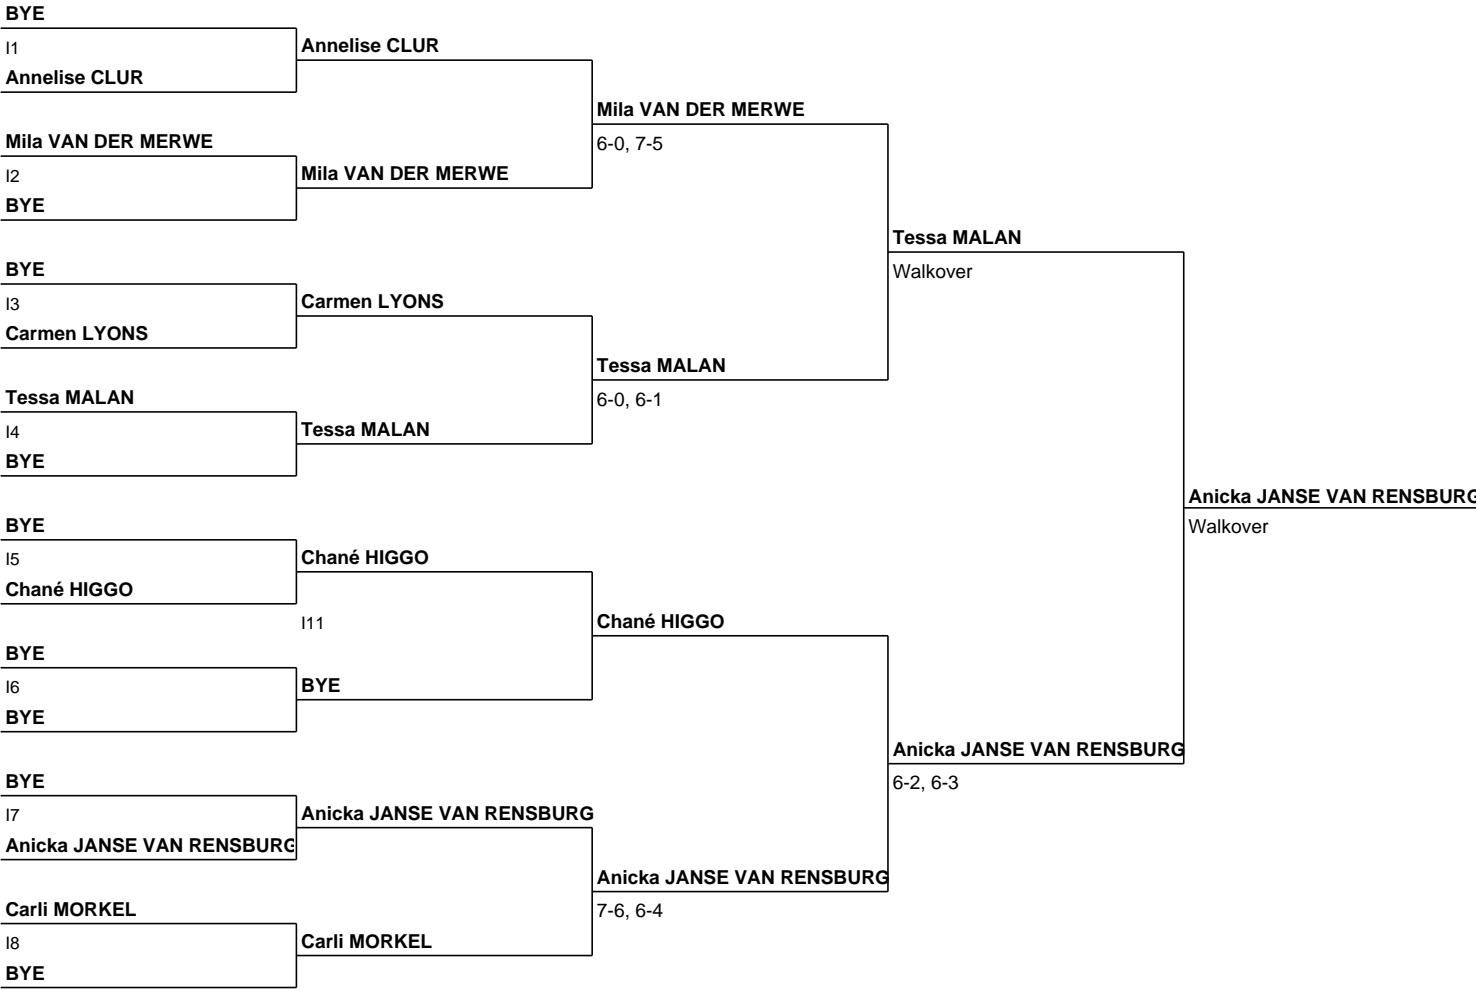 BYE
I1
Annelise CLUR
Mila VAN DER MERWE
I2
BYE
BYE
I3
Carmen LYONS
Tessa MALAN
I4
BYE
BYE
I5
Chané HIGGO
BYE
I6
BYE
BYE
I7
Anicka JANSE VAN RENSBURG
Carli MORKEL
I8
BYE
Annelise CLUR
Mila VAN DER MERWE
Carmen LYONS
Tessa MALAN
Chané HIGGO
I11
BYE
Anicka JANSE VAN RENSBURG
Carli MORKEL
Mila VAN DER MERWE
6-0, 7-5
Tessa MALAN
6-0, 6-1
Chané HIGGO
Anicka JANSE VAN RENSBURG
7-6, 6-4
Tessa MALAN
Walkover
Anicka JANSE VAN RENSBURG
6-2, 6-3
Anicka JANSE VAN RENSBURG
Walkover